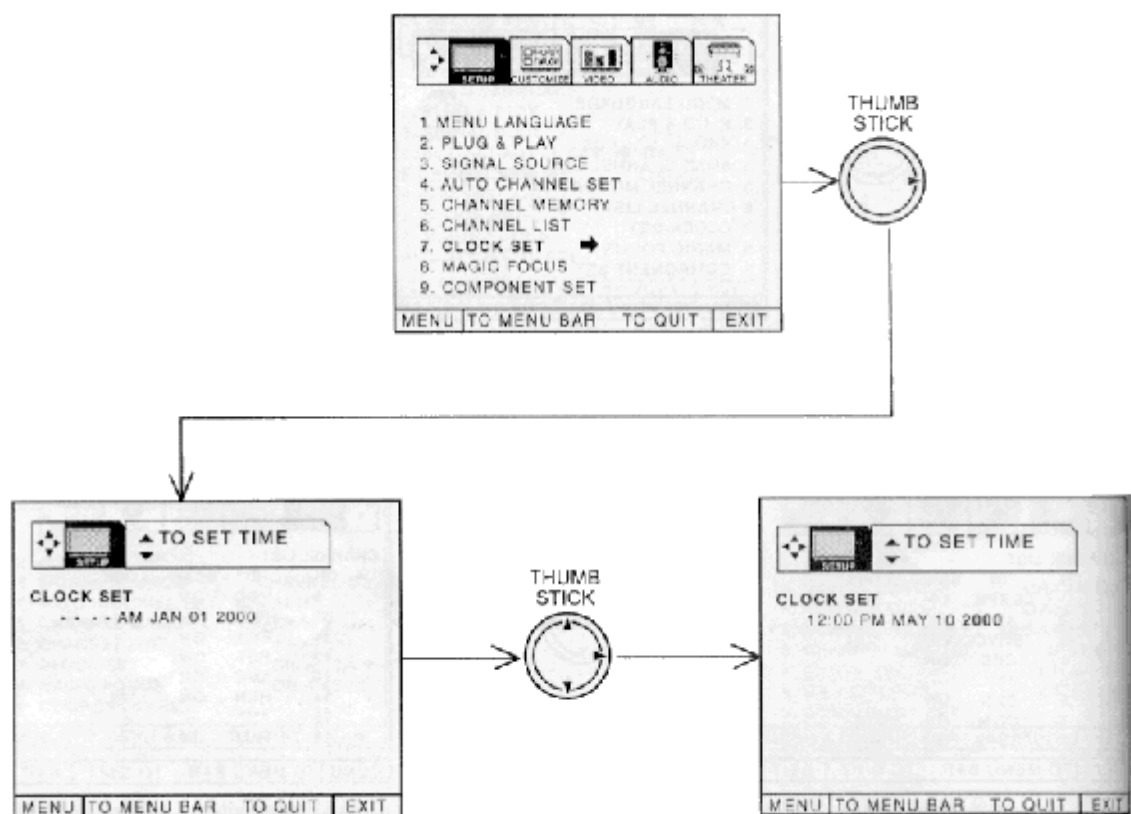 SETUP CUSTOMIZE VIDEO AUDIO THEATER
1. MENU LANGUAGE
2. PLUG & PLAY
3. SIGNAL SOURCE
4. AUTO CHANNEL SET
5. CHANNEL MEMORY
6. CHANNEL LIST
7. CLOCK SET
8. MAGIC FOCUS
9. COMPONENT SET
MENU TO MENU BAR TO QUIT EXIT
THUMB
STICK
SETUP
TO SET TIME
CLOCK SET
- - - - AM JAN 01 2000
MENU TO MENU BAR TO QUIT EXIT
THUMB
STICK
SETUP
TO SET TIME
CLOCK SET
12:00 PM MAY 10 2000
MENU TO MENU BAR TO QUIT EXIT